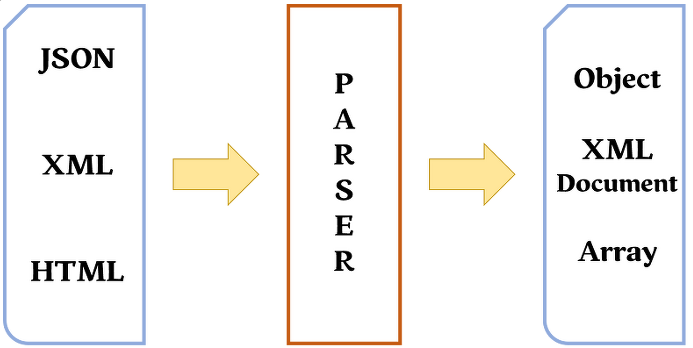 JSON
XML
HTML
P
A
R
S
E
R
Object
XML
Document
Array